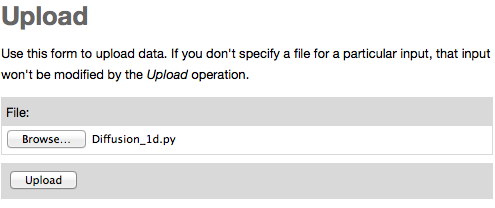 Upload
Use this form to upload data. If you don't specify a file for a particular input, that input
won't be modified by the Upload operation.
File:
Browse... Diffusion_1d.py
Upload